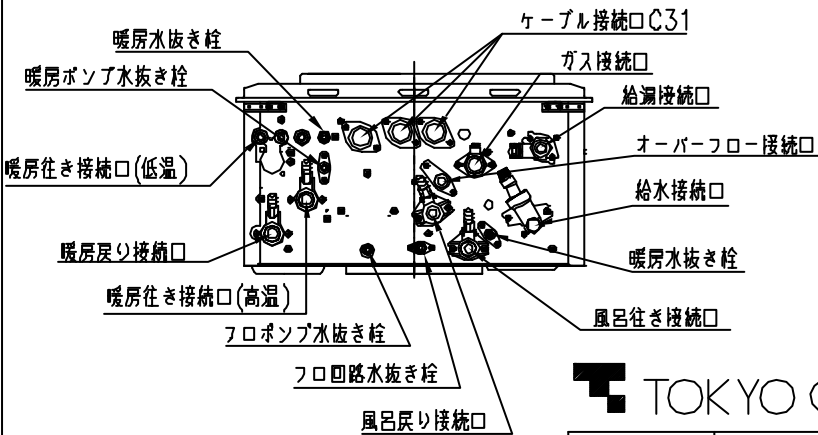 ケーブル接続口C31
暖房水抜き栓
ガス接続口
暖房ポンプ水抜き栓
給湯接続口
オーバーフロー接続口
暖房往き接続口(低温)
給水接続口
暖房戻り接続口
暖房水抜き栓
暖房往き接続口(高温)
風呂往き接続口
フロポンプ水抜き栓
フロ回路水抜き栓
TOKYO G
風呂戻り接続口